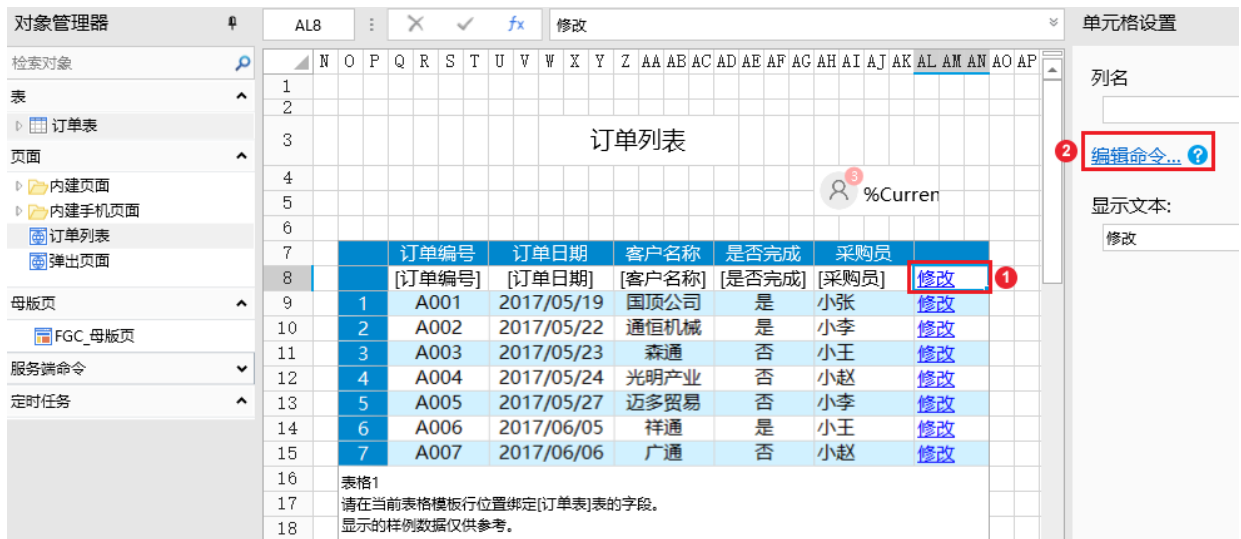 对象管理器
检索对象
表
订单表
页面
内建页面
内建手机页面
订单列表
弹出页面
母版页
FGC_母版页
服务端命令
定时任务
AL8 fx 修改
N O P Q R S T U V W X Y Z AA AB AC AD AE AF AG AH AI AJ AK AL AM AN AO AP
1
2
3 订单列表
4 3
5 %Curren
6
7 订单编号 订单日期 客户名称 是否完成 采购员
8 [订单编号] [订单日期] [客户名称] [是否完成] [采购员] 修改 1
9 1 A001 2017/05/19 国顶公司 是 小张 修改
10 2 A002 2017/05/22 通恒机械 是 小李 修改
11 3 A003 2017/05/23 森通 否 小王 修改
12 4 A004 2017/05/24 光明产业 否 小赵 修改
13 5 A005 2017/05/27 迈多贸易 否 小李 修改
14 6 A006 2017/06/05 祥通 是 小王 修改
15 7 A007 2017/06/06 广通 否 小赵 修改
16 表格1
17 请在当前表格模板行位置绑定[订单表]表的字段。
18 显示的样例数据仅供参考。
单元格设置
列名
2 编辑命令... ?
显示文本:
修改